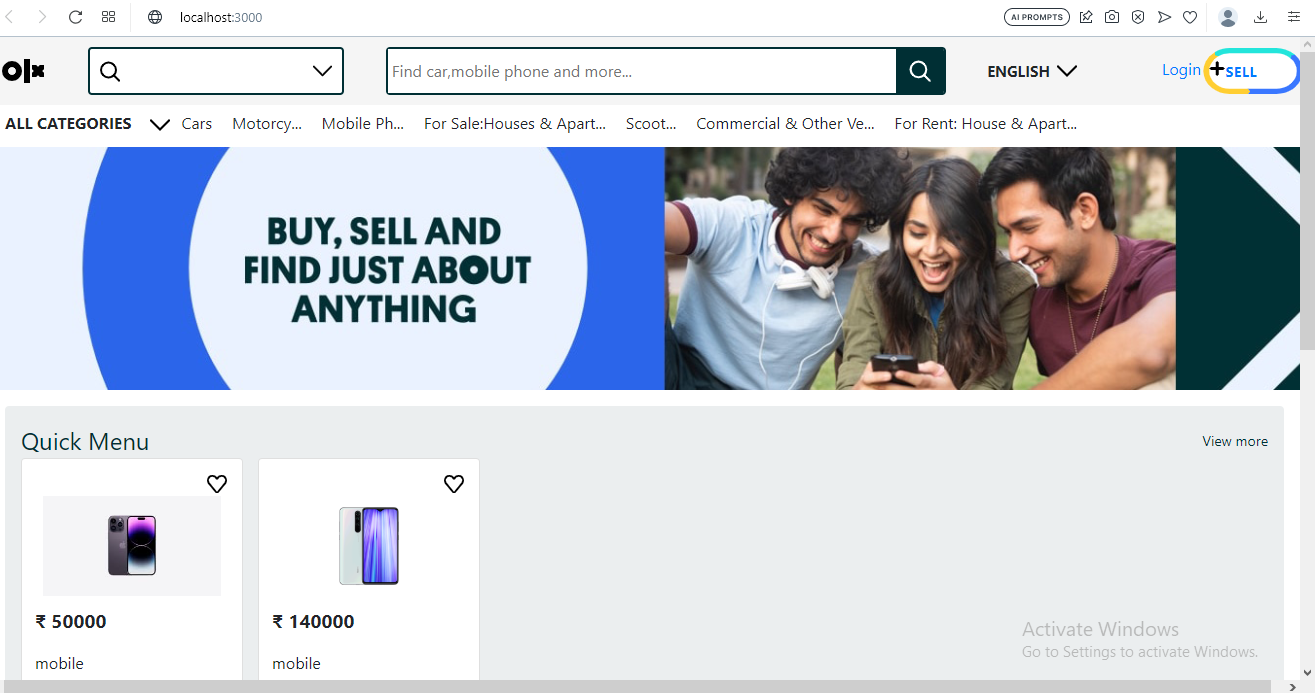 localhost:3000
AI PROMPTS
olx
Find car,mobile phone and more...
ENGLISH
Login
SELL
ALL CATEGORIES
Cars
Motorcy...
Mobile Ph...
For Sale:Houses & Apart...
Scoot...
Commercial & Other Ve...
For Rent: House & Apart...
BUY, SELL AND
FIND JUST ABOUT
ANYTHING
Quick Menu
View more
₹ 50000
₹ 140000
mobile
mobile
Activate Windows
Go to Settings to activate Windows.